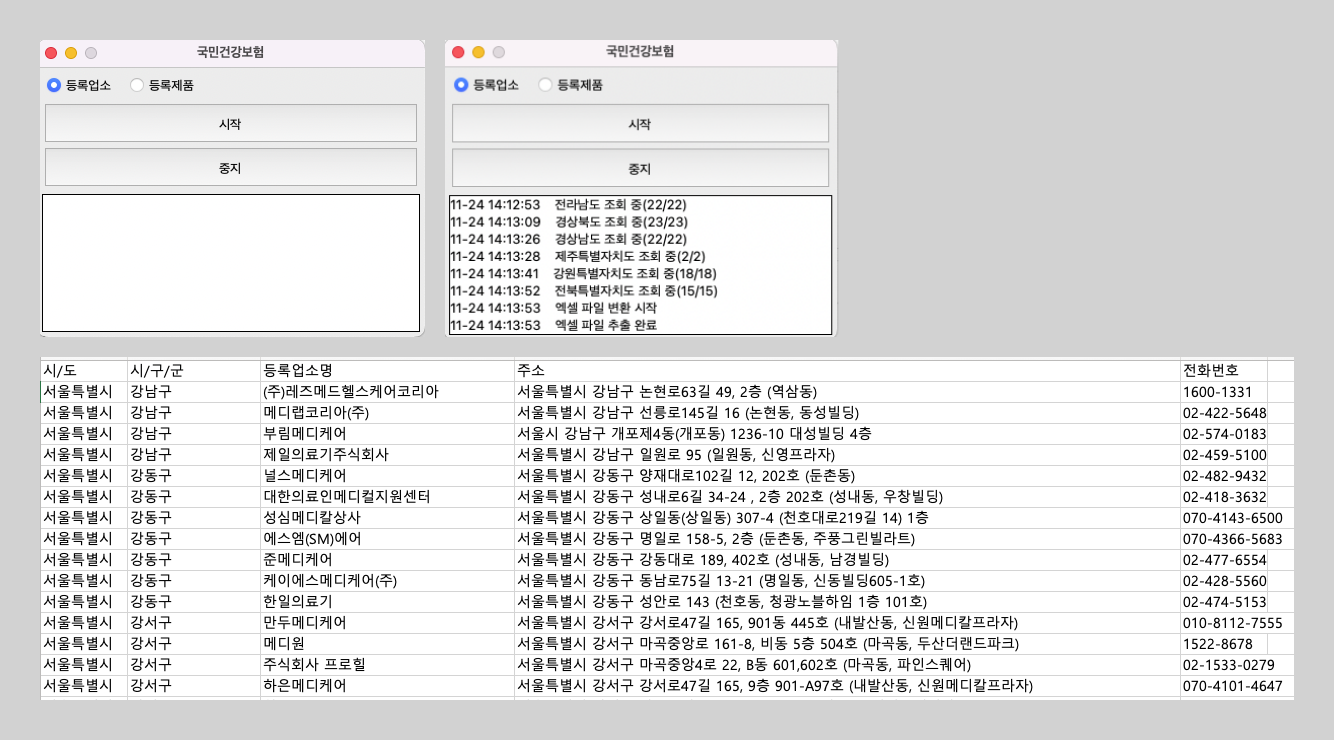 국민건강보험
등록업소 등록제품
시작
중지
국민건강보험
등록업소 등록제품
시작
중지
11-24 14:12:53 전라남도 조회 중(22/22)
11-24 14:13:09 경상북도 조회 중(23/23)
11-24 14:13:26 경상남도 조회 중(22/22)
11-24 14:13:28 제주특별자치도 조회 중(2/2)
11-24 14:13:41 강원특별자치도 조회 중(18/18)
11-24 14:13:52 전북특별자치도 조회 중(15/15)
11-24 14:13:53 엑셀 파일 변환 시작
11-24 14:13:53 엑셀 파일 추출 완료
시/도 시/구/군 등록업소명 주소 전화번호
서울특별시 강남구 (주)레즈메드헬스케어코리아 서울특별시 강남구 논현로63길 49, 2층 (역삼동) 1600-1331
서울특별시 강남구 메디랩코리아(주) 서울특별시 강남구 선릉로145길 16 (논현동, 동성빌딩) 02-422-5648
서울특별시 강남구 부림메디케어 서울시 강남구 개포제4동(개포동) 1236-10 대성빌딩 4층 02-574-0183
서울특별시 강남구 제일의료기주식회사 서울특별시 강남구 일원로 95 (일원동, 신영프라자) 02-459-5100
서울특별시 강동구 널스메디케어 서울특별시 강동구 양재대로102길 12, 202호 (둔촌동) 02-482-9432
서울특별시 강동구 대한의료인메디컬지원센터 서울특별시 강동구 성내로6길 34-24 , 2층 202호 (성내동, 우창빌딩) 02-418-3632
서울특별시 강동구 성심메디칼상사 서울특별시 강동구 상일동(상일동) 307-4 (천호대로219길 14) 1층 070-4143-6500
서울특별시 강동구 에스엠(SM)에어 서울특별시 강동구 명일로 158-5, 2층 (둔촌동, 주풍그린빌라트) 070-4366-5683
서울특별시 강동구 준메디케어 서울특별시 강동구 강동대로 189, 402호 (성내동, 남경빌딩) 02-477-6554
서울특별시 강동구 케이에스메디케어(주) 서울특별시 강동구 동남로75길 13-21 (명일동, 신동빌딩605-1호) 02-428-5560
서울특별시 강동구 한일의료기 서울특별시 강동구 성안로 143 (천호동, 청광노블하임 1층 101호) 02-474-5153
서울특별시 강서구 만두메디케어 서울특별시 강서구 강서로47길 165, 901동 445호 (내발산동, 신원메디칼프라자) 010-8112-7555
서울특별시 강서구 메디원 서울특별시 강서구 마곡중앙로 161-8, 비동 5층 504호 (마곡동, 두산더랜드파크) 1522-8678
서울특별시 강서구 주식회사 프로힐 서울특별시 강서구 마곡중앙4로 22, B동 601,602호 (마곡동, 파인스퀘어) 02-1533-0279
서울특별시 강서구 하은메디케어 서울특별시 강서구 강서로47길 165, 9층 901-A97호 (내발산동, 신원메디칼프라자) 070-4101-4647